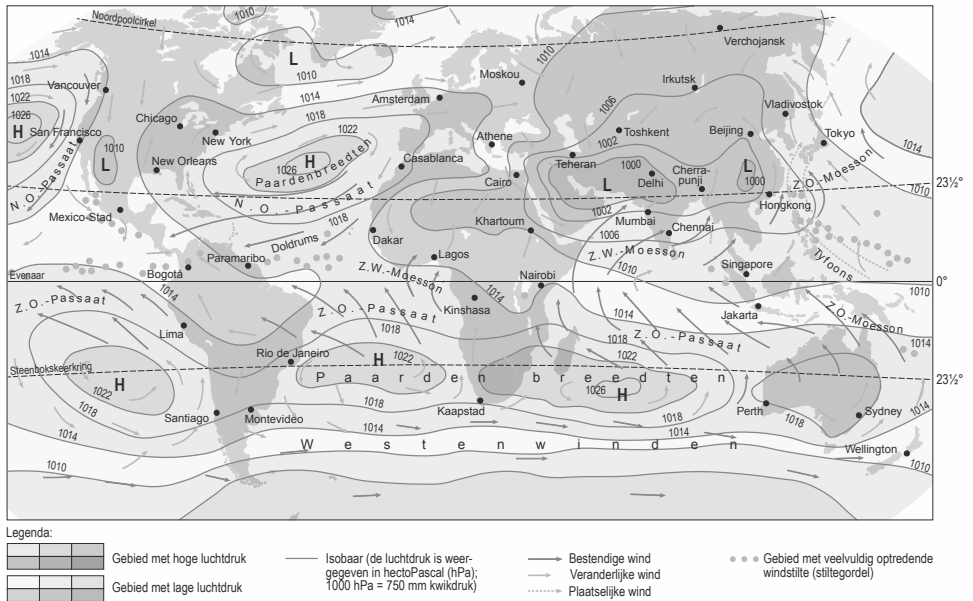 1010
Noordpoolcirkel
1014
L
1010
Verchojansk
1010
Moskou
Irkutsk
1018
Vancouver
1014
Amsterdam
1006
Vladivostok
1022
1026
H
San Francisco
Chicago
1018
1022
Toshkent
Beijing
Tokyo
1010
New York
Athene
1002
1014
L
New Orleans
H
1026
Paardenbreedten
Casablanca
Teheran
1000
Cherra-
punji
L
Z.O.-Moesson
N.O.-Passaat
Cairo
L
Delhi
1000
23½°
1010
Mexico-Stad
N.O.-Passaat
1002
Mumbai
Hongkong
1018
Khartoum
Chennai
Doldrums
Dakar
1006
Z.W.-Moesson
Tyfoons
Paramaribo
Lagos
Bogotá
Z.W.-Moesson
Nairobi
1010
Singapore
Evenaar
0°
1014
1014
1010
Z.O.-Passaat
Z.O.-Passaat
Kinshasa
Jakarta
Z.O.-Moesson
Lima
1018
1014
Z.O.-Passaat
1018
Rio de Janeiro
H
1022
1022
1014
Steenbokskeerkring
Paardenbreedten
23½°
H
1022
1026
H
1018
Santiago
Montevideo
Kaapstad
1018
Perth
1018
Sydney
1014
1014
1014
Westenwinden
Wellington
1010
1010
Legenda:
Gebied met hoge luchtdruk
Gebied met lage luchtdruk
Isobaar (de luchtdruk is weer-
gegeven in hectoPascal (hPa);
1000 hPa = 750 mm kwikdruk)
Bestendige wind
Veranderlijke wind
Plaatselijke wind
Gebied met veelvuldig optredende
windstilte (stiltegordel)